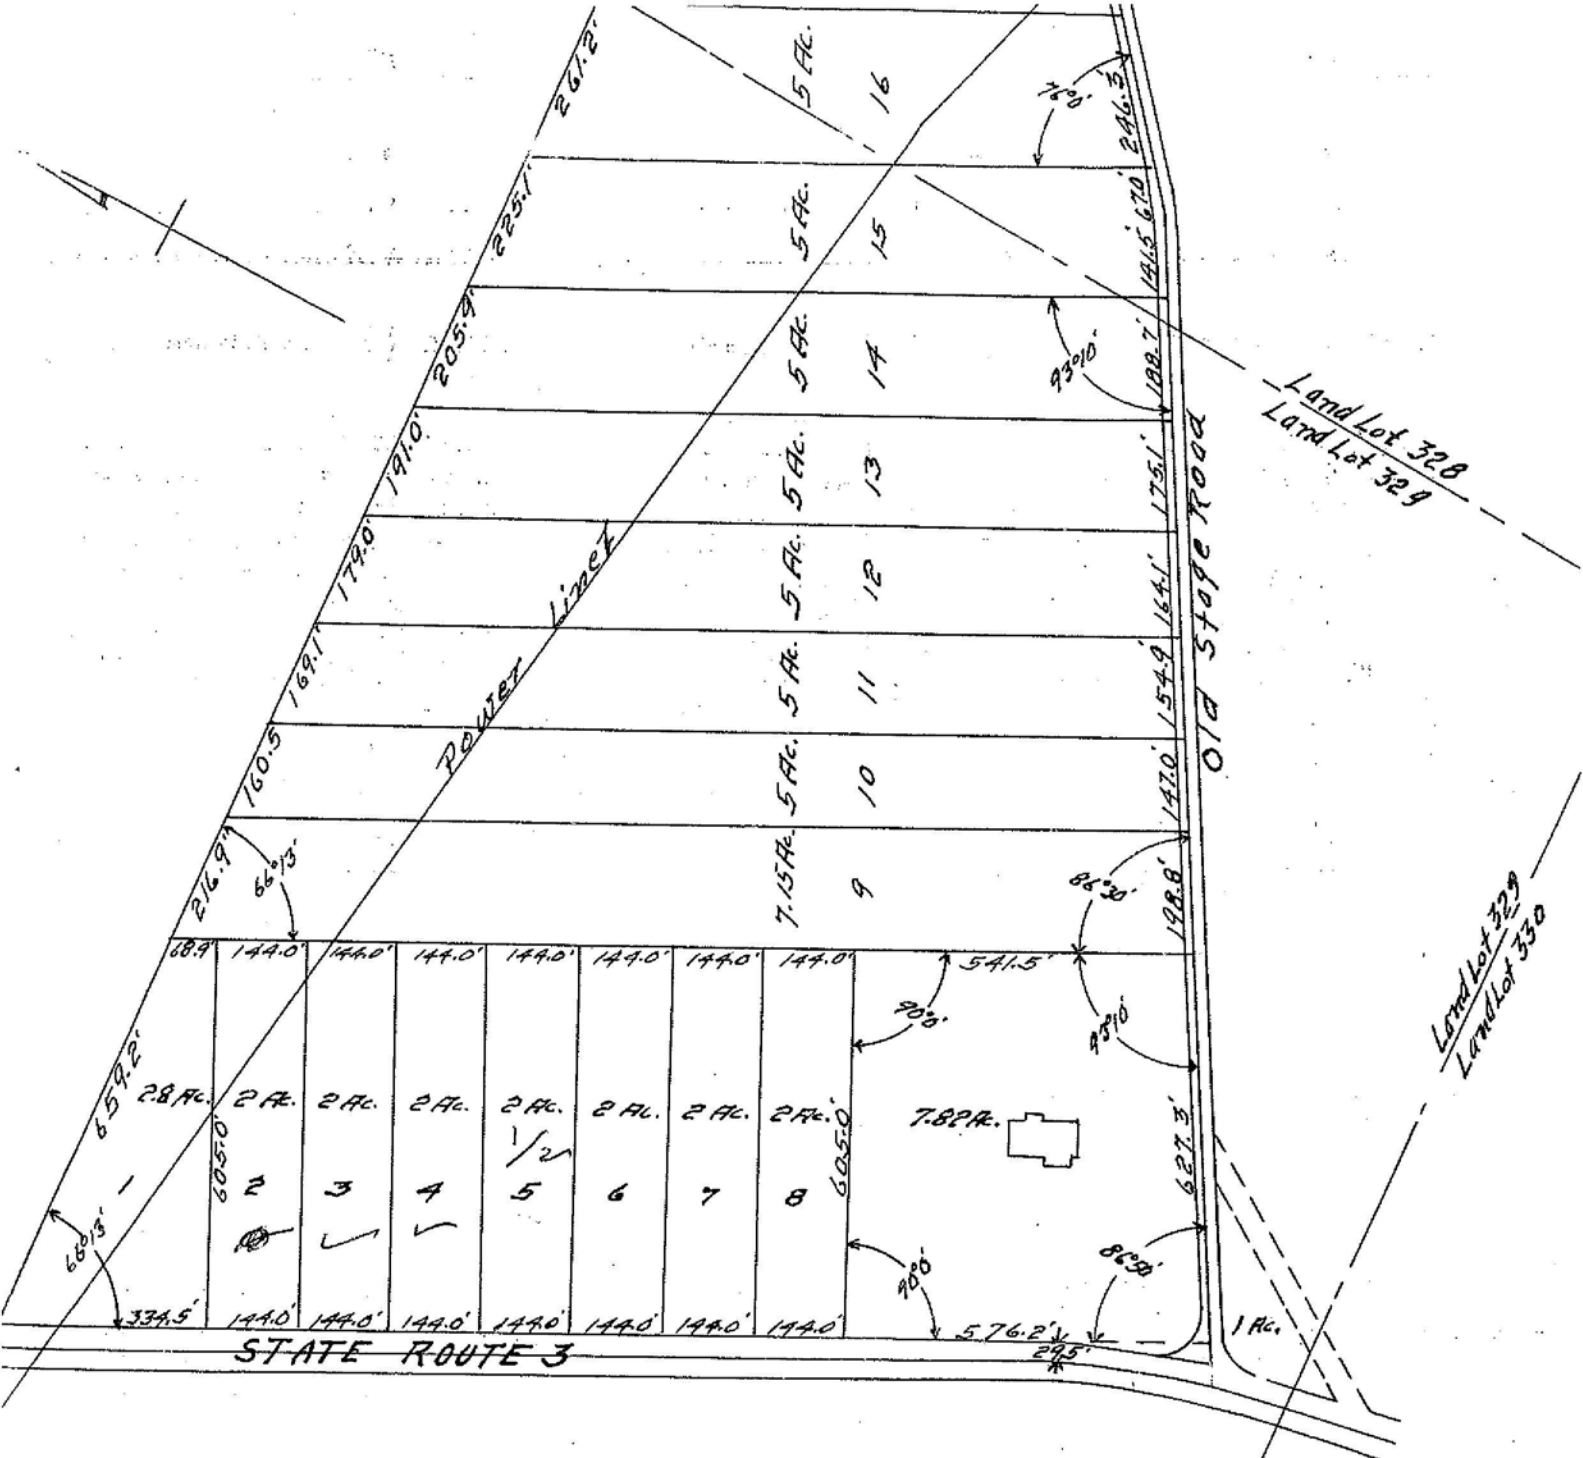 261.2'
5 Ac.
16
76°0'
246.3'
225.1'
5 Ac.
15
67.0'
141.5'
205.9'
5 Ac.
14
93°10'
188.7'
Land Lot 328
Land Lot 329
191.0'
5 Ac.
13
175.1'
Old Stage Road
179.0'
5 Ac.
12
164.1'
Power Line
169.1'
5 Ac.
11
154.9'
160.5
5 Ac.
10
147.0'
216.9'
66°13'
7.15 Ac.
9
86°30'
198.8'
Land Lot 329
Land Lot 330
68.9' 144.0' 144.0' 144.0' 144.0' 144.0' 144.0' 144.0' 541.5'
90°0'
93°10'
659.2'
2.8 Ac. 2 Ac. 2 Ac. 2 Ac. 2 Ac. 2 Ac. 2 Ac. 2 Ac. 7.82 Ac.
1/2
605.0'
605.0'
627.3'
1 2 3 4 5 6 7 8
66°13'
90°0'
86°50'
334.5' 144.0' 144.0' 144.0' 144.0' 144.0' 144.0' 144.0' 576.2'
1 Ac.
STATE ROUTE 3
29.5'